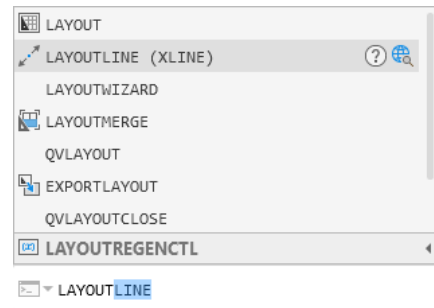 LAYOUT
LAYOUTLINE (XLINE)
LAYOUTWIZARD
LAYOUTMERGE
QVLAYOUT
EXPORTLAYOUT
QVLAYOUTCLOSE
LAYOUTREGENCTL
LAYOUTLINE